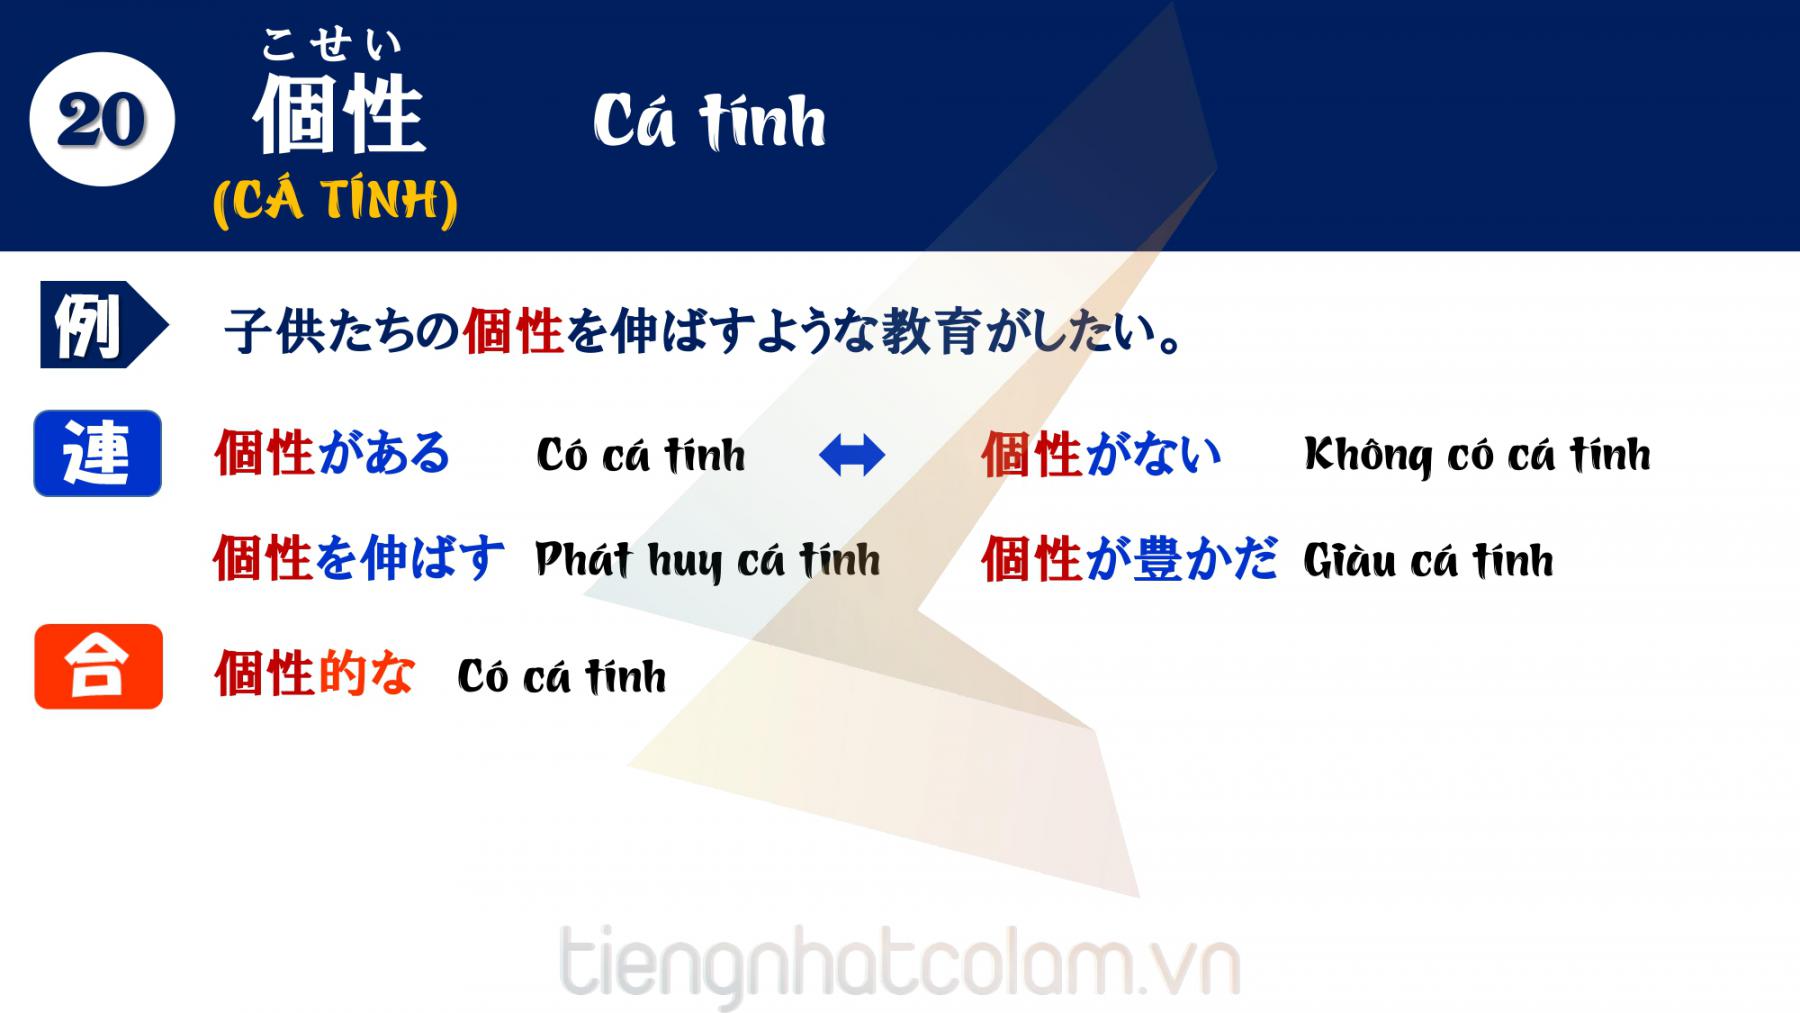 20
こせい
個性
(CÁ TÍNH)
Cá tính
例
子供たちの個性を伸ばすような教育がしたい。
連
個性がある Có cá tính ⬌ 個性がない Không có cá tính
個性を伸ばす Phát huy cá tính 個性が豊かだ Giàu cá tính
合
個性的な Có cá tính
tiengnhatcolam.vn